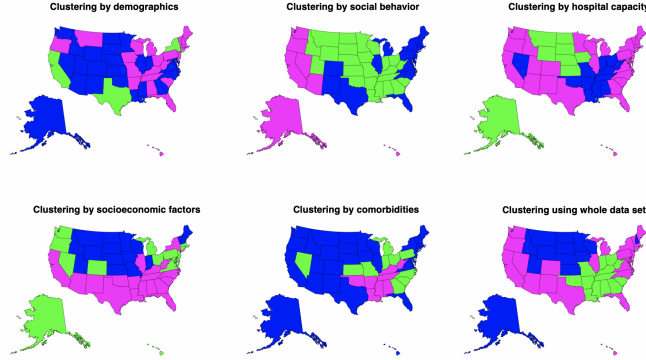 Clustering by demographics
Clustering by social behavior
Clustering by hospital capacity
Clustering by socioeconomic factors
Clustering by comorbidities
Clustering using whole data set